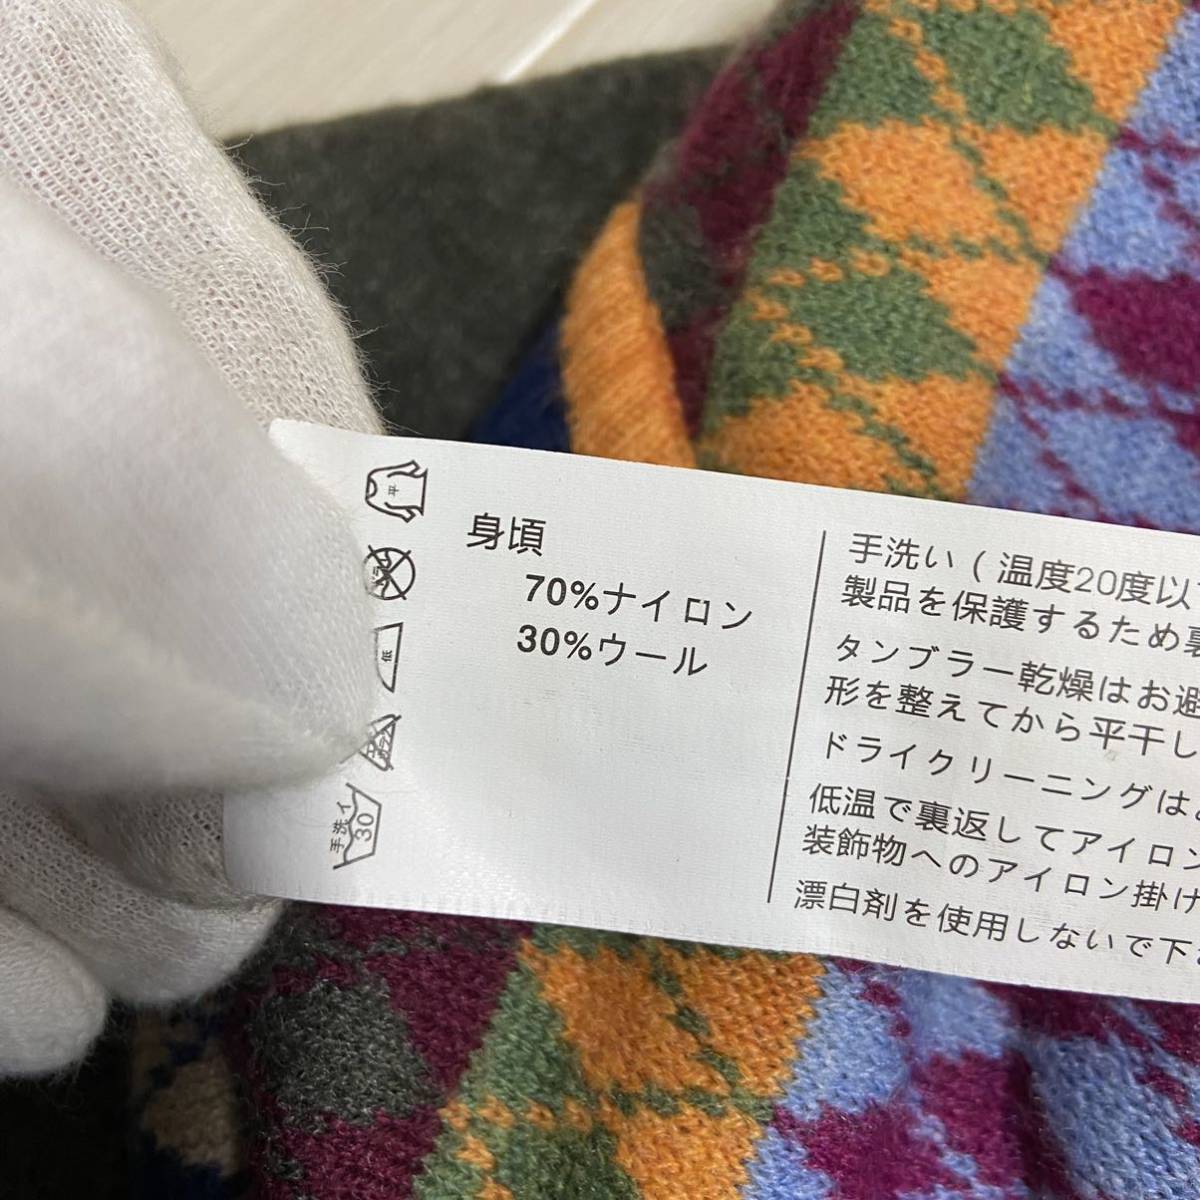 平
低
手洗イ
30
身頃
70%ナイロン
30%ウール
手洗い(温度20度以
製品を保護するため裏
タンブラー乾燥はお避
形を整えてから平干し
ドライクリーニングは
低温で裏返してアイロン
装飾物へのアイロン掛け
漂白剤を使用しないで下